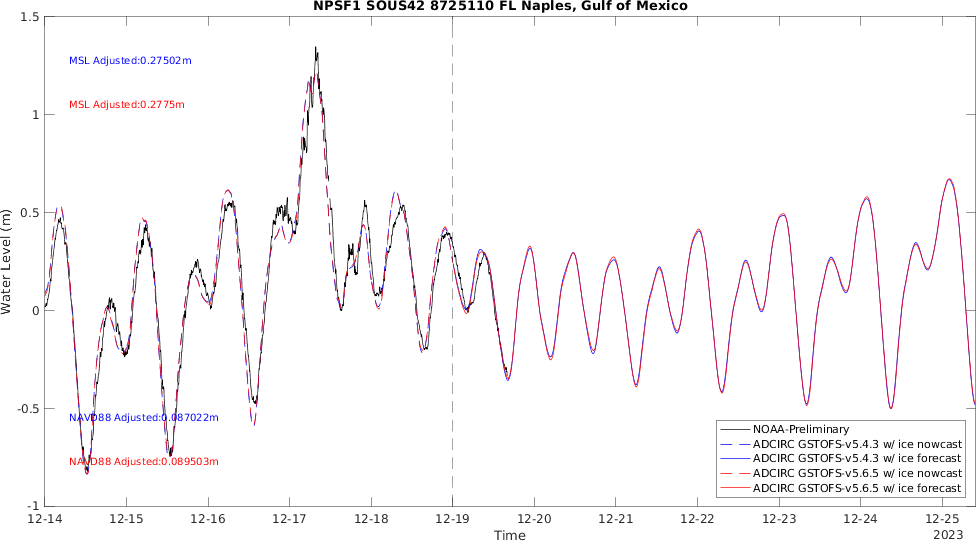 NPSF1 SOUS42 8725110 FL Naples, Gulf of Mexico
1.5
1
0.5
0
-0.5
-1
Water Level (m)
MSL Adjusted:0.27502m
MSL Adjusted:0.2775m
NAVD88 Adjusted:0.087022m
NAVD88 Adjusted:0.089503m
NOAA-Preliminary
ADCIRC GSTOFS-v5.4.3 w/ ice nowcast
ADCIRC GSTOFS-v5.4.3 w/ ice forecast
ADCIRC GSTOFS-v5.6.5 w/ ice nowcast
ADCIRC GSTOFS-v5.6.5 w/ ice forecast
12-14 12-15 12-16 12-17 12-18 12-19 12-20 12-21 12-22 12-23 12-24 12-25
Time
2023